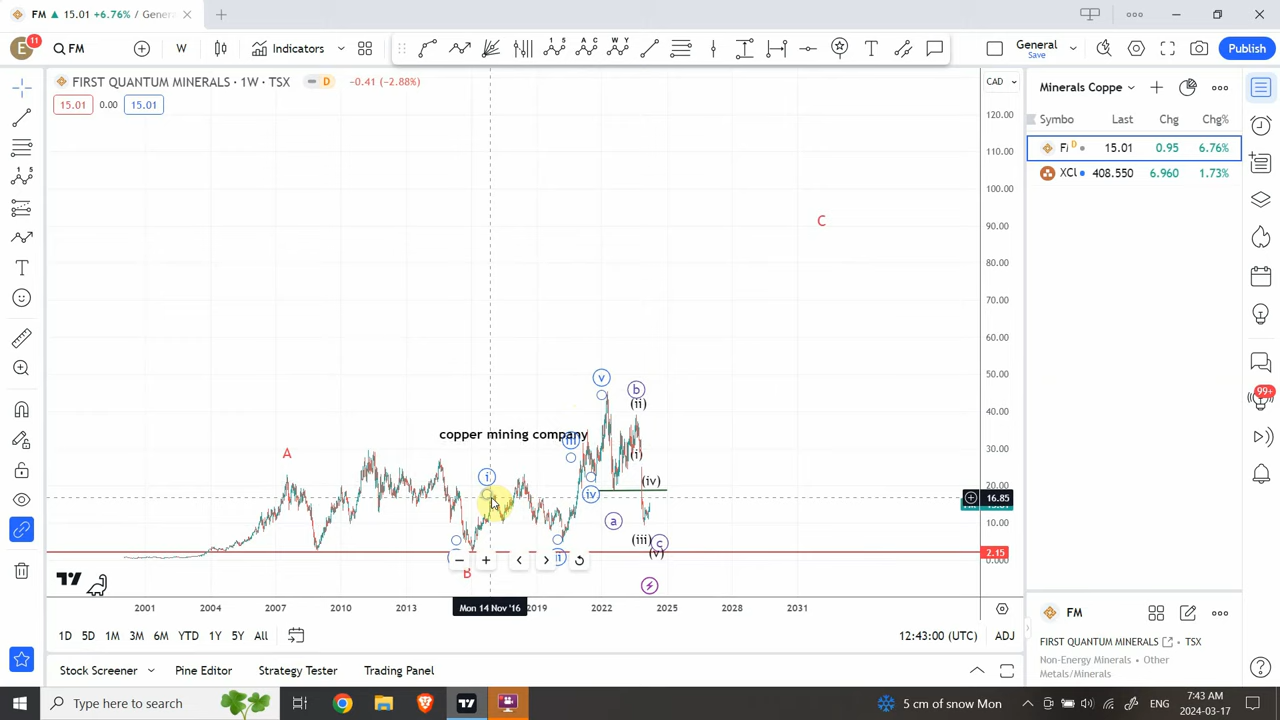 FM ▲ 15.01 +6.76% / Genera
E 11 FM W Indicators General Save Publish
FIRST QUANTUM MINERALS · 1W · TSX D −0.41 (−2.88%)
15.01 0.00 15.01
CAD
120.00
110.00
100.00
90.00
80.00
70.00
60.00
50.00
40.00
30.00
20.00
16.85
10.00
2.15
0.00
C
v
b
(ii)
copper mining company
iii
A
(i)
i
(iv)
iv
a
(iii)
c
(v)
B
2001 2004 2007 2010 2013 Mon 14 Nov '16 2019 2022 2025 2028 2031
1D 5D 1M 3M 6M YTD 1Y 5Y All 12:43:00 (UTC) ADJ
Stock Screener Pine Editor Strategy Tester Trading Panel
Minerals Coppe
Symbo Last Chg Chg%
D 15.01 0.95 6.76%
XC 408.550 6.960 1.73%
99+
FM
FIRST QUANTUM MINERALS · TSX
Non-Energy Minerals • Other
Metals/Minerals
Type here to search
5 cm of snow Mon
ENG
7:43 AM
2024-03-17